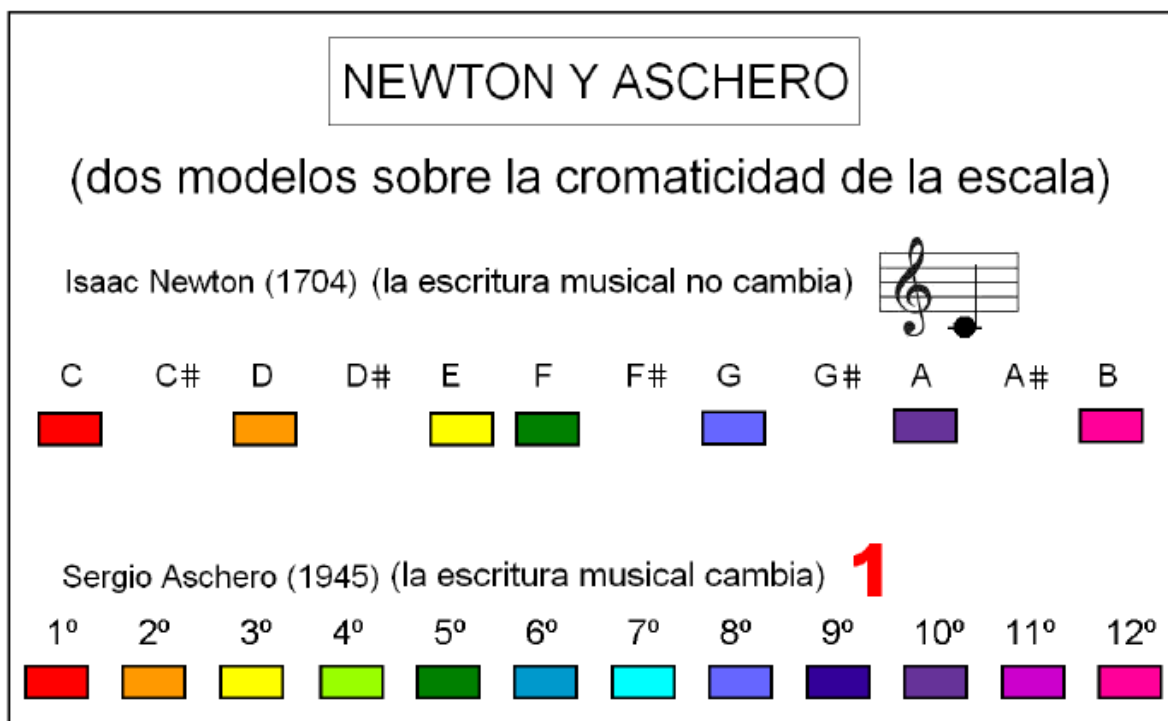 NEWTON Y ASCHERO
(dos modelos sobre la cromaticidad de la escala)
Isaac Newton (1704) (la escritura musical no cambia)
C C# D D# E F F# G G# A A# B
Sergio Aschero (1945) (la escritura musical cambia) 1
1º 2º 3º 4º 5º 6º 7º 8º 9º 10º 11º 12º